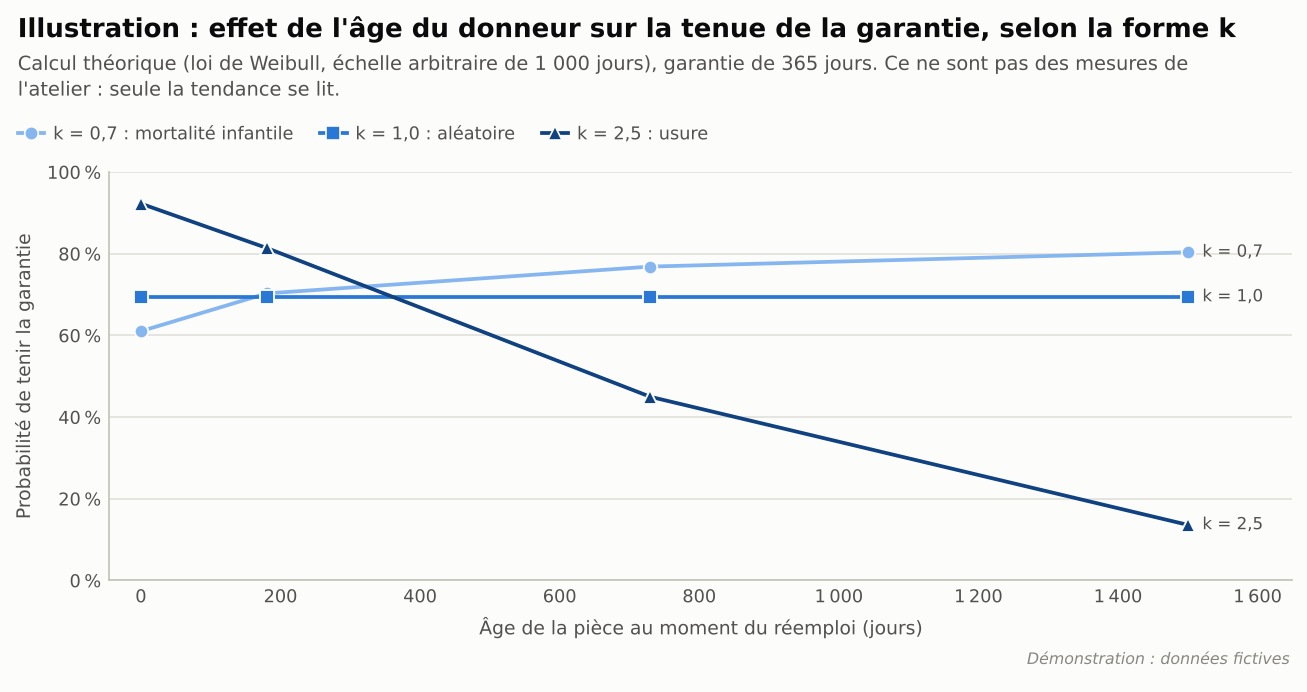 Illustration : effet de l'âge du donneur sur la tenue de la garantie, selon la forme k
Calcul théorique (loi de Weibull, échelle arbitraire de 1 000 jours), garantie de 365 jours. Ce ne sont pas des mesures de
l'atelier : seule la tendance se lit.
k = 0,7 : mortalité infantile
k = 1,0 : aléatoire
k = 2,5 : usure
Probabilité de tenir la garantie
100 %
80 %
60 %
40 %
20 %
0 %
k = 0,7
k = 1,0
k = 2,5
0
200
400
600
800
1 000
1 200
1 400
1 600
Âge de la pièce au moment du réemploi (jours)
Démonstration : données fictives